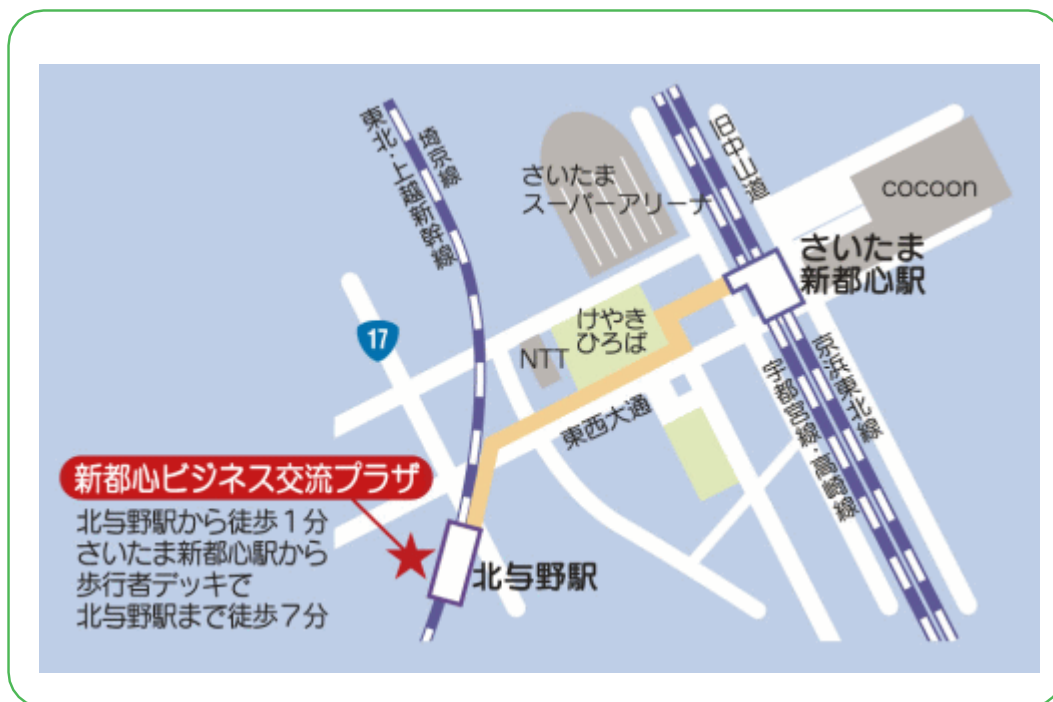 埼京線
東北・上越新幹線
さいたま
スーパーアリーナ
旧中山道
cocoon
さいたま
新都心駅
17
けやき
ひろば
NTT
東西大通
京浜東北線
宇都宮線・高崎線
新都心ビジネス交流プラザ
北与野駅から徒歩1分
さいたま新都心駅から
歩行者デッキで
北与野駅まで徒歩7分
北与野駅